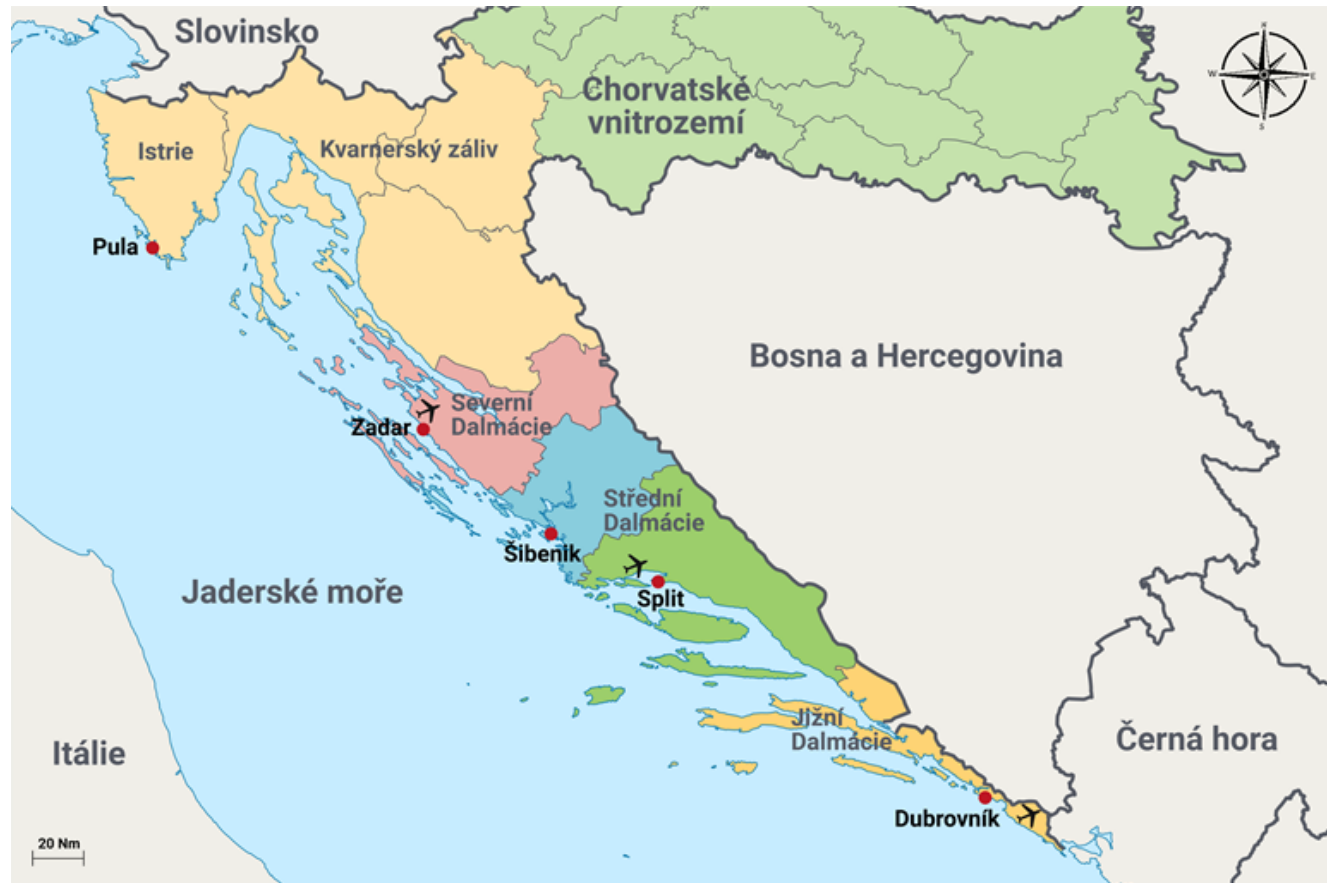 Slovinsko
N
W
E
S
Chorvatské
vnitrozemí
Istrie
Kvarnerský záliv
Pula
Bosna a Hercegovina
Severní
Dalmácie
Zadar
Střední
Dalmácie
Šibenik
Split
Jaderské moře
Jižní
Dalmácie
Itálie
Černá hora
Dubrovník
20 Nm